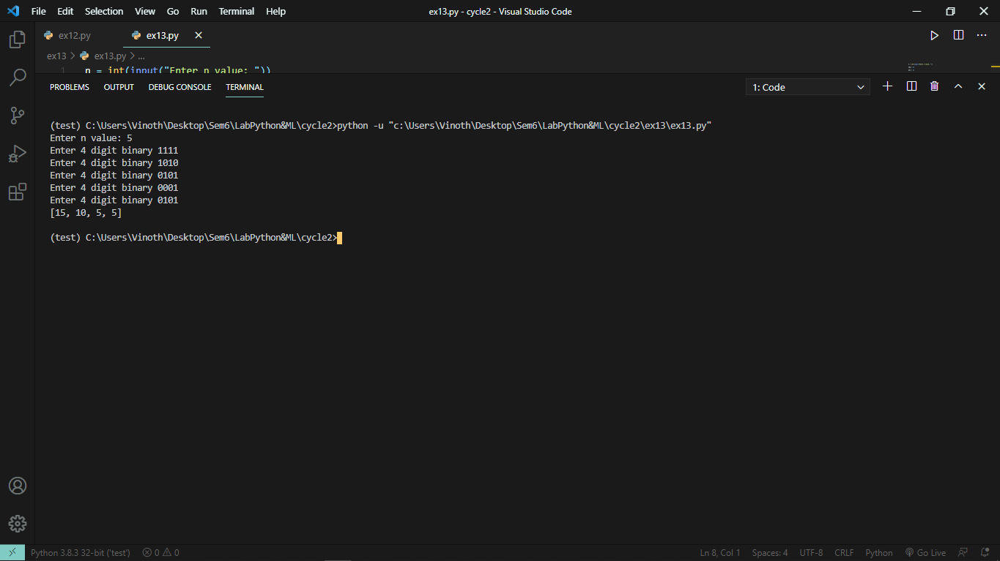 File Edit Selection View Go Run Terminal Help ex13.py - cycle2 - Visual Studio Code
ex12.py ex13.py
ex13 > ex13.py > ...
1 n = int(input("Enter n value: "))
PROBLEMS OUTPUT DEBUG CONSOLE TERMINAL 1: Code
(test) C:\Users\Vinoth\Desktop\Sem6\LabPython&ML\cycle2>python -u "c:\Users\Vinoth\Desktop\Sem6\LabPython&ML\cycle2\ex13\ex13.py"
Enter n value: 5
Enter 4 digit binary 1111
Enter 4 digit binary 1010
Enter 4 digit binary 0101
Enter 4 digit binary 0001
Enter 4 digit binary 0101
[15, 10, 5, 5]
(test) C:\Users\Vinoth\Desktop\Sem6\LabPython&ML\cycle2>
Python 3.8.3 32-bit ('test') 0 0 Ln 8, Col 1 Spaces: 4 UTF-8 CRLF Python Go Live